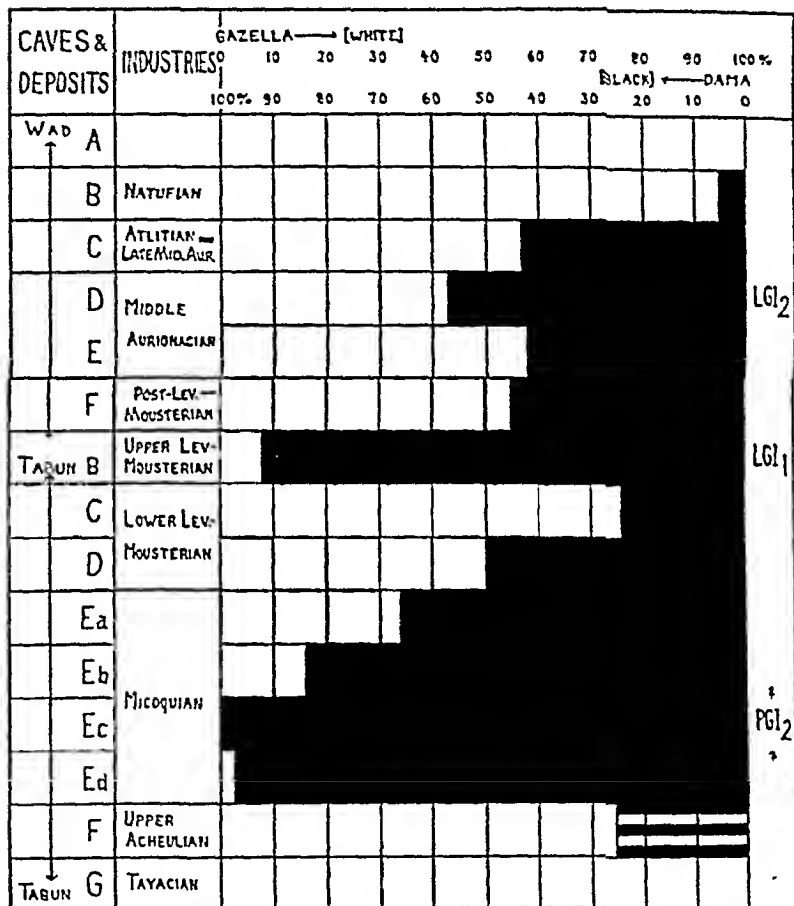 CAVES &
DEPOSITS
INDUSTRIES
GAZELLA → [WHITE]
0 10 20 30 40 50 60 70 80 90 100%
[BLACK] ← DAMA
100% 90 80 70 60 50 40 30 20 10 0
WAD A
B NATUFIAN
C ATLITIAN =
LATE MID. AUR.
D MIDDLE LGI2
E AURIGNACIAN
F POST-LEV.-
MOUSTERIAN
TABUN B UPPER LEV- LGI1
MOUSTERIAN
C LOWER LEV.-
D MOUSTERIAN
Ea
Eb
MICOQUIAN
Ec PGI2
Ed
F UPPER
ACHEULIAN
TABUN G TAYACIAN